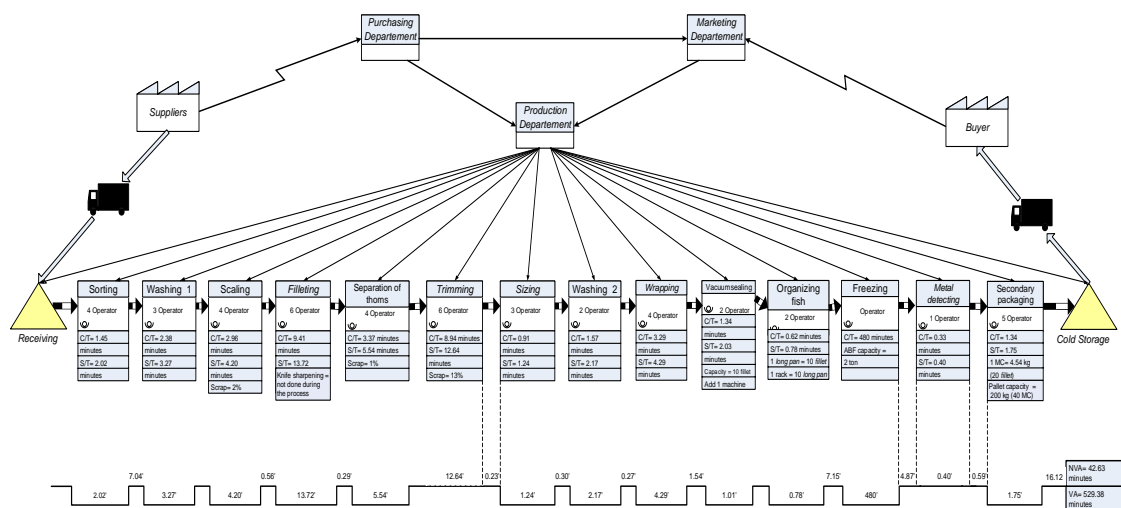 Purchasing
Departement
Marketing
Departement
Suppliers
Production
Departement
Buyer
Receiving
Sorting
4 Operator
C/T= 1.45
minutes
S/T= 2.02
minutes
Washing 1
3 Operator
C/T= 2.38
minutes
S/T= 3.27
minutes
Scaling
4 Operator
C/T= 2.96
minutes
S/T= 4.20
minutes
Scrap= 2%
Filleting
6 Operator
C/T= 9.41
minutes
S/T= 13.72
Knife sharpening =
not done during
the process
Separation of
thoms
4 Operator
C/T= 3.37 minutes
S/T= 5.54 minutes
Scrap= 1%
Trimming
6 Operator
C/T= 8.94 minutes
S/T= 12.64
minutes
Scrap= 13%
Sizing
3 Operator
C/T= 0.91
minutes
S/T= 1.24
minutes
Washing 2
2 Operator
C/T= 1.57
minutes
S/T= 2.17
minutes
Wrapping
4 Operator
C/T= 3.29
minutes
S/T= 4.29
minutes
Vacuumsealing
2 Operator
C/T= 1.34
minutes
S/T= 2.03
minutes
Capacity = 10 fillet
Add 1 machine
Organizing
fish
2 Operator
C/T= 0.62 minutes
S/T= 0.78 minutes
1 long pan = 10 fillet
1 rack = 10 long pan
Freezing
Operator
C/T= 480 minutes
ABF capacity =
2 ton
Metal
detecting
1 Operator
C/T= 0.33
minutes
S/T= 0.40
minutes
Secondary
packaging
5 Operator
C/T= 1.34
S/T= 1.75
1 MC= 4.54 kg
(20 fillet)
Pallet capacity =
200 kg (40 MC)
Cold Storage
7.04' 0.56' 0.29' 12.64' 0.23' 0.30' 0.27' 1.54' 7.15' 4.87' 0.40' 0.59' 16.12
2.02' 3.27' 4.20' 13.72' 5.54' 1.24' 2.17' 4.29' 1.01' 0.78' 480' 1.75'
NVA= 42.63
minutes
VA= 529.38
minutes